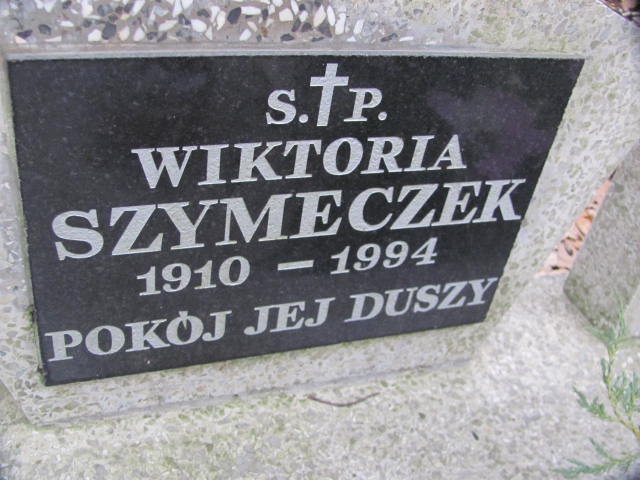 S.†P.
WIKTORIA
SZYMECZEK
1910 – 1994
POKÓJ JEJ DUSZY